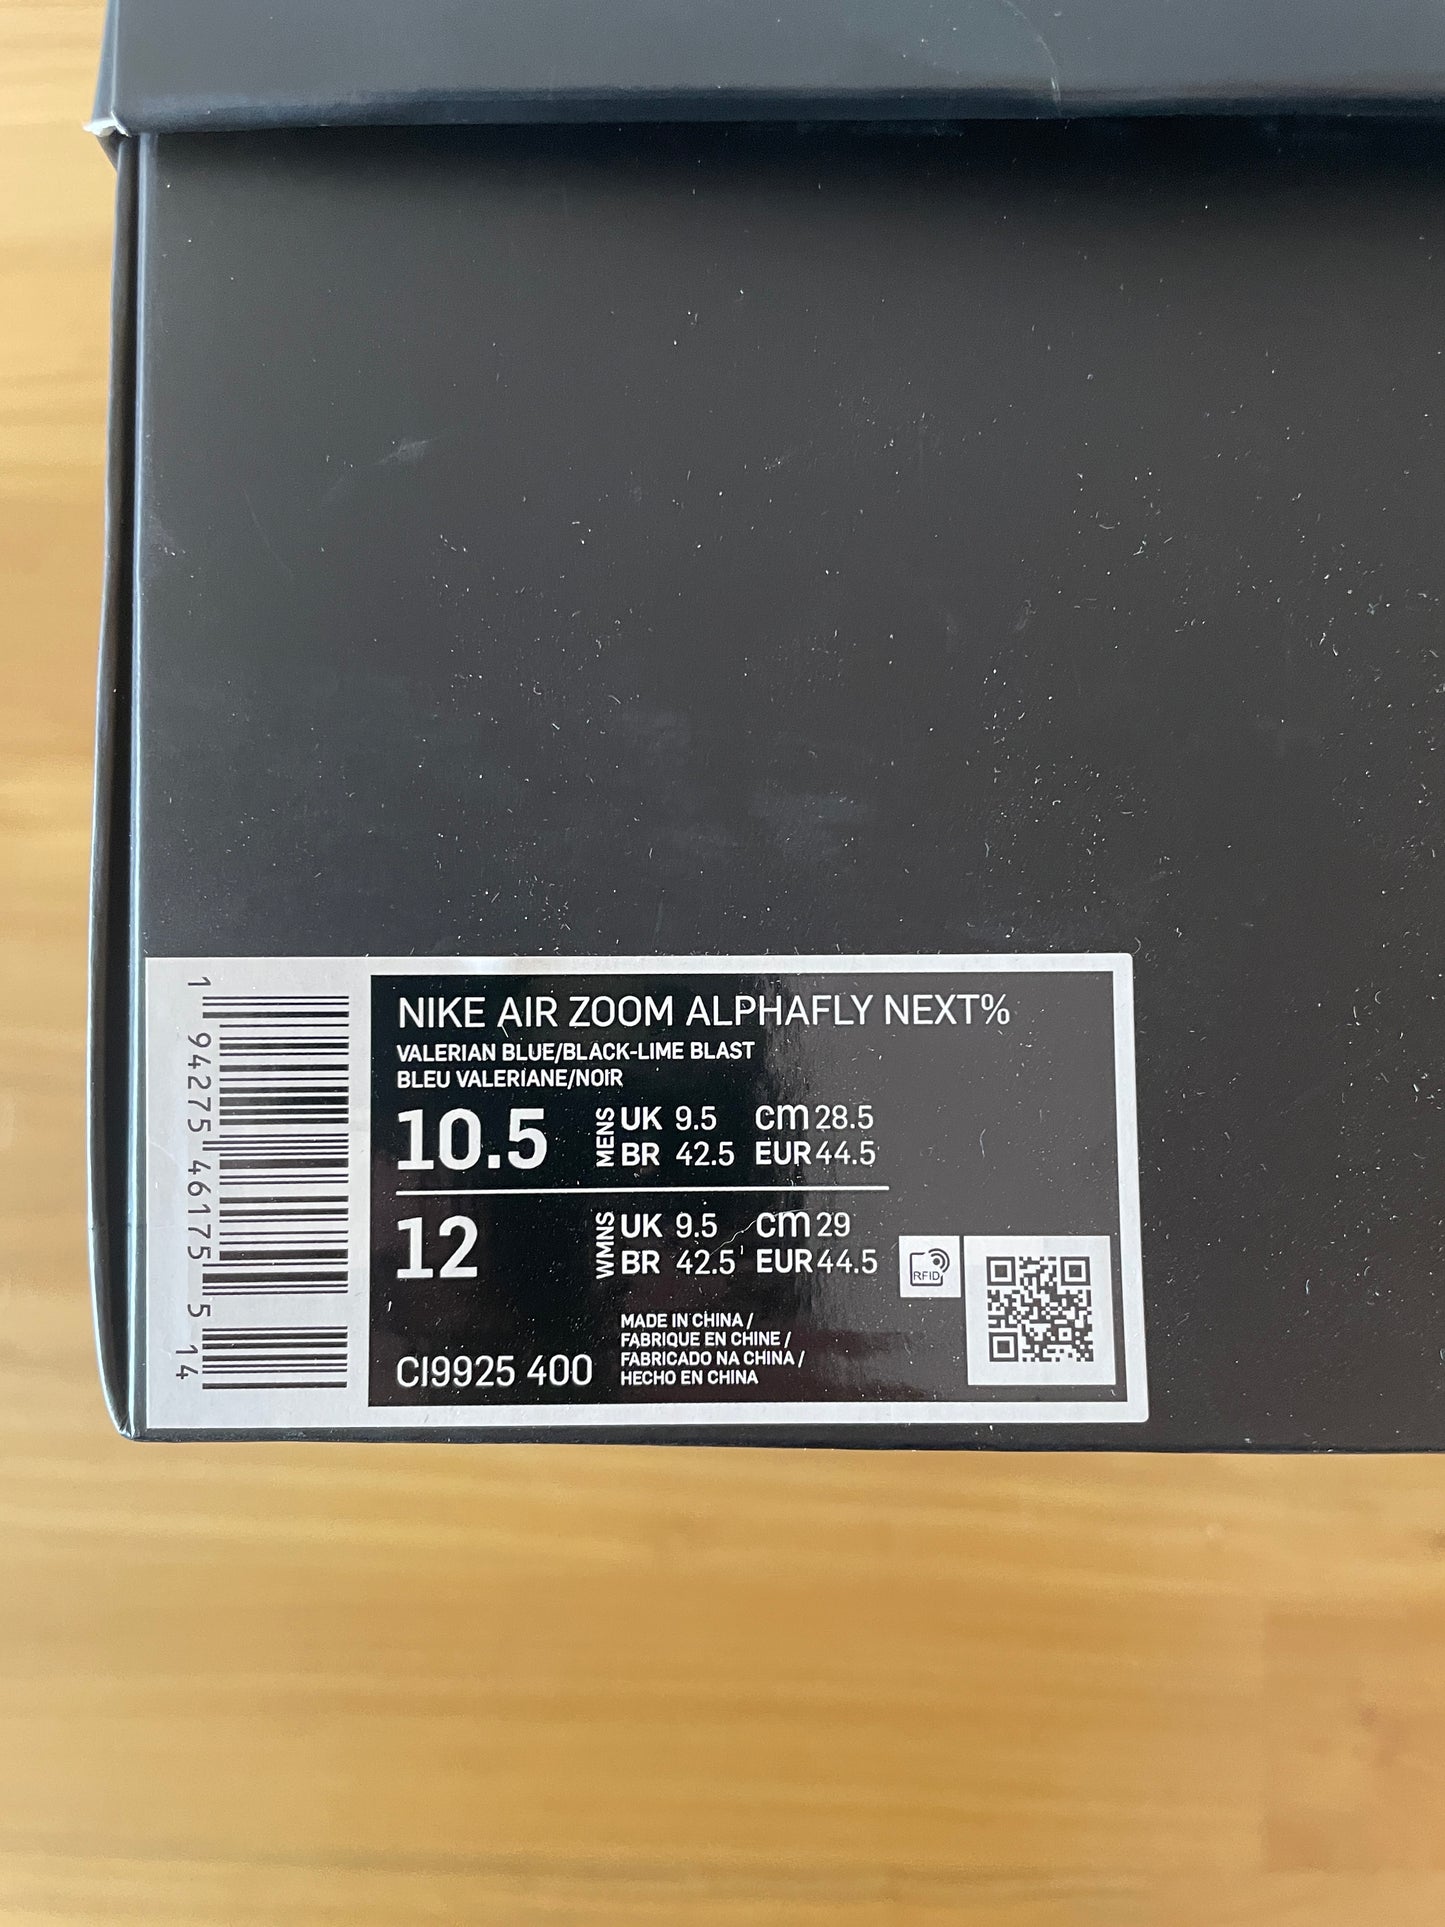 NIKE AIR ZOOM ALPHAFLY NEXT%
VALERIAN BLUE/BLACK-LIME BLAST
BLEU VALERIANE/NOIR
10.5 MENS UK 9.5 cm 28.5
BR 42.5 EUR 44.5
12 WMNS UK 9.5 cm 29
BR 42.5 EUR 44.5
RFID
MADE IN CHINA /
FABRIQUE EN CHINE /
FABRICADO NA CHINA /
HECHO EN CHINA
CI9925 400
1 94275 46175 5 14